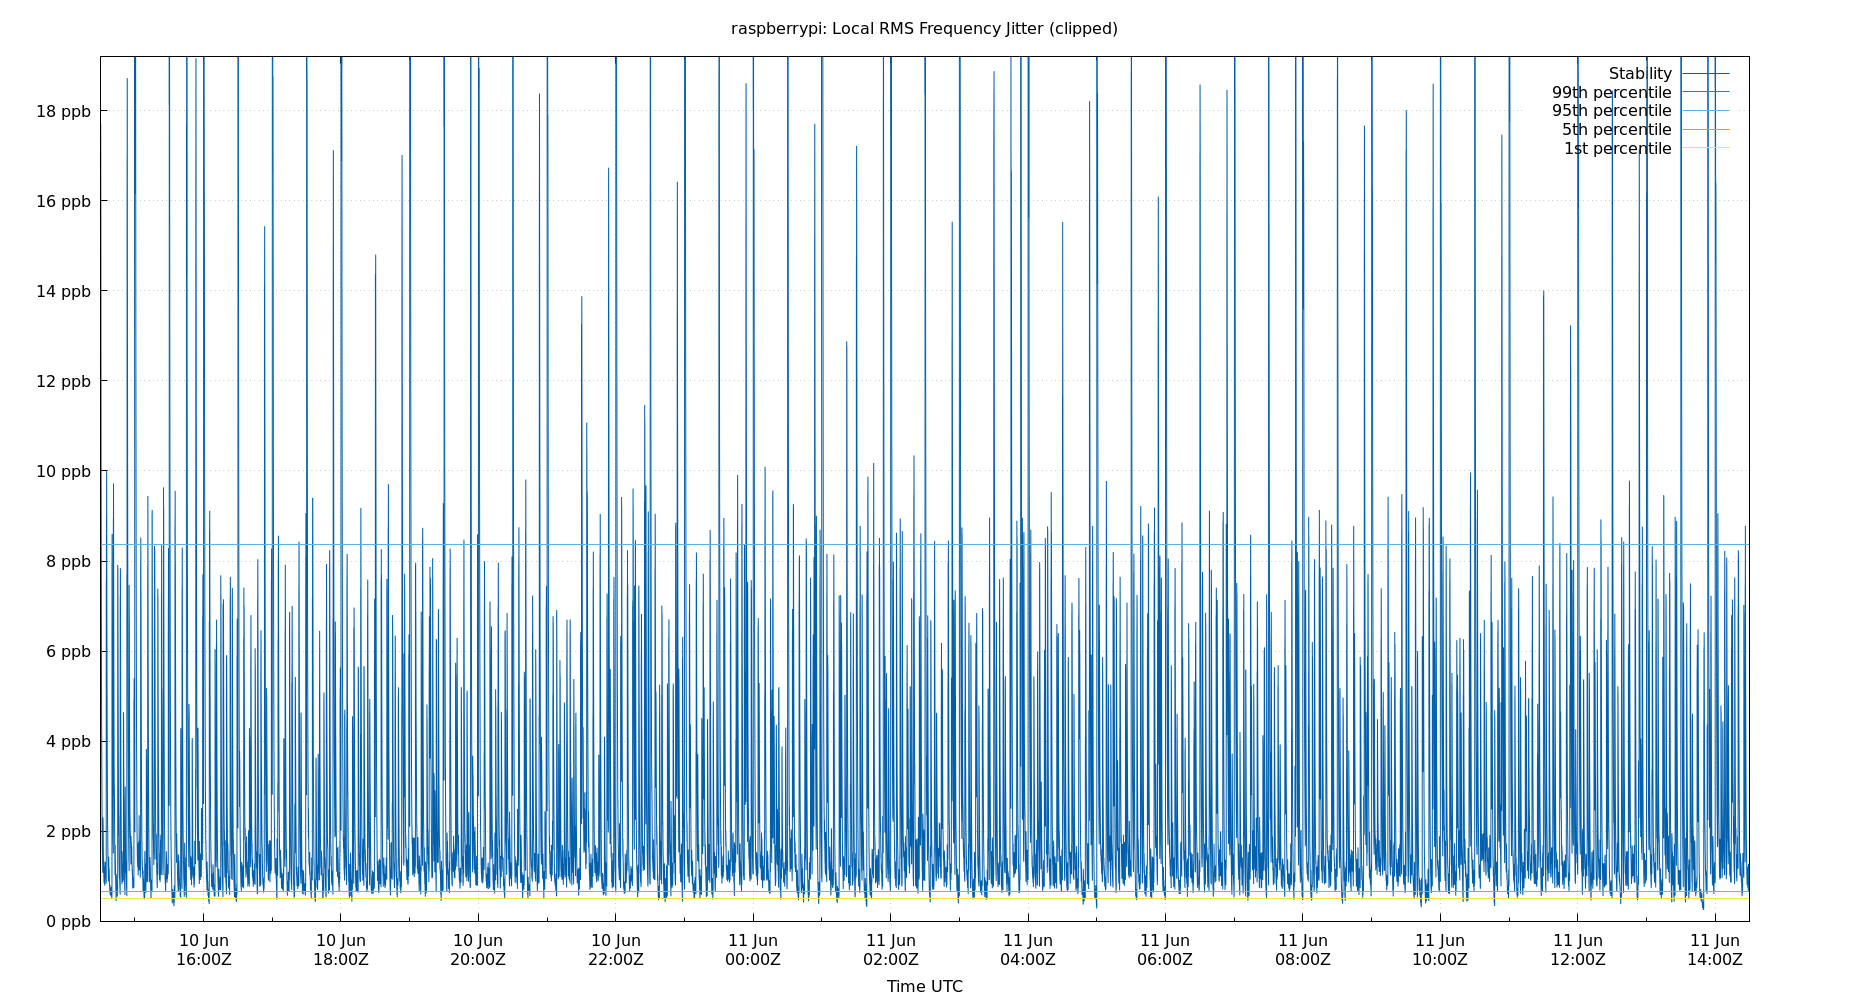 raspberrypi: Local RMS Frequency Jitter (clipped)
Stability
99th percentile
95th percentile
5th percentile
1st percentile
18 ppb
16 ppb
14 ppb
12 ppb
10 ppb
8 ppb
6 ppb
4 ppb
2 ppb
0 ppb
10 Jun 10 Jun 10 Jun 10 Jun 11 Jun 11 Jun 11 Jun 11 Jun 11 Jun 11 Jun 11 Jun 11 Jun
16:00Z 18:00Z 20:00Z 22:00Z 00:00Z 02:00Z 04:00Z 06:00Z 08:00Z 10:00Z 12:00Z 14:00Z
Time UTC